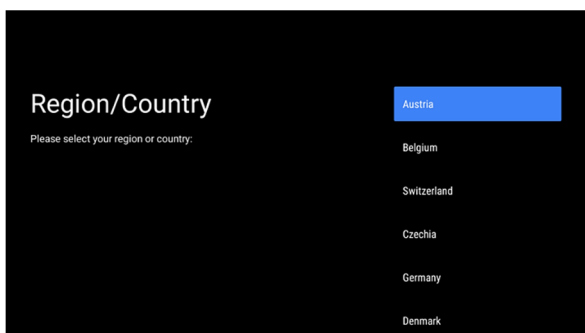 Region/Country
Please select your region or country:
Austria
Belgium
Switzerland
Czechia
Germany
Denmark